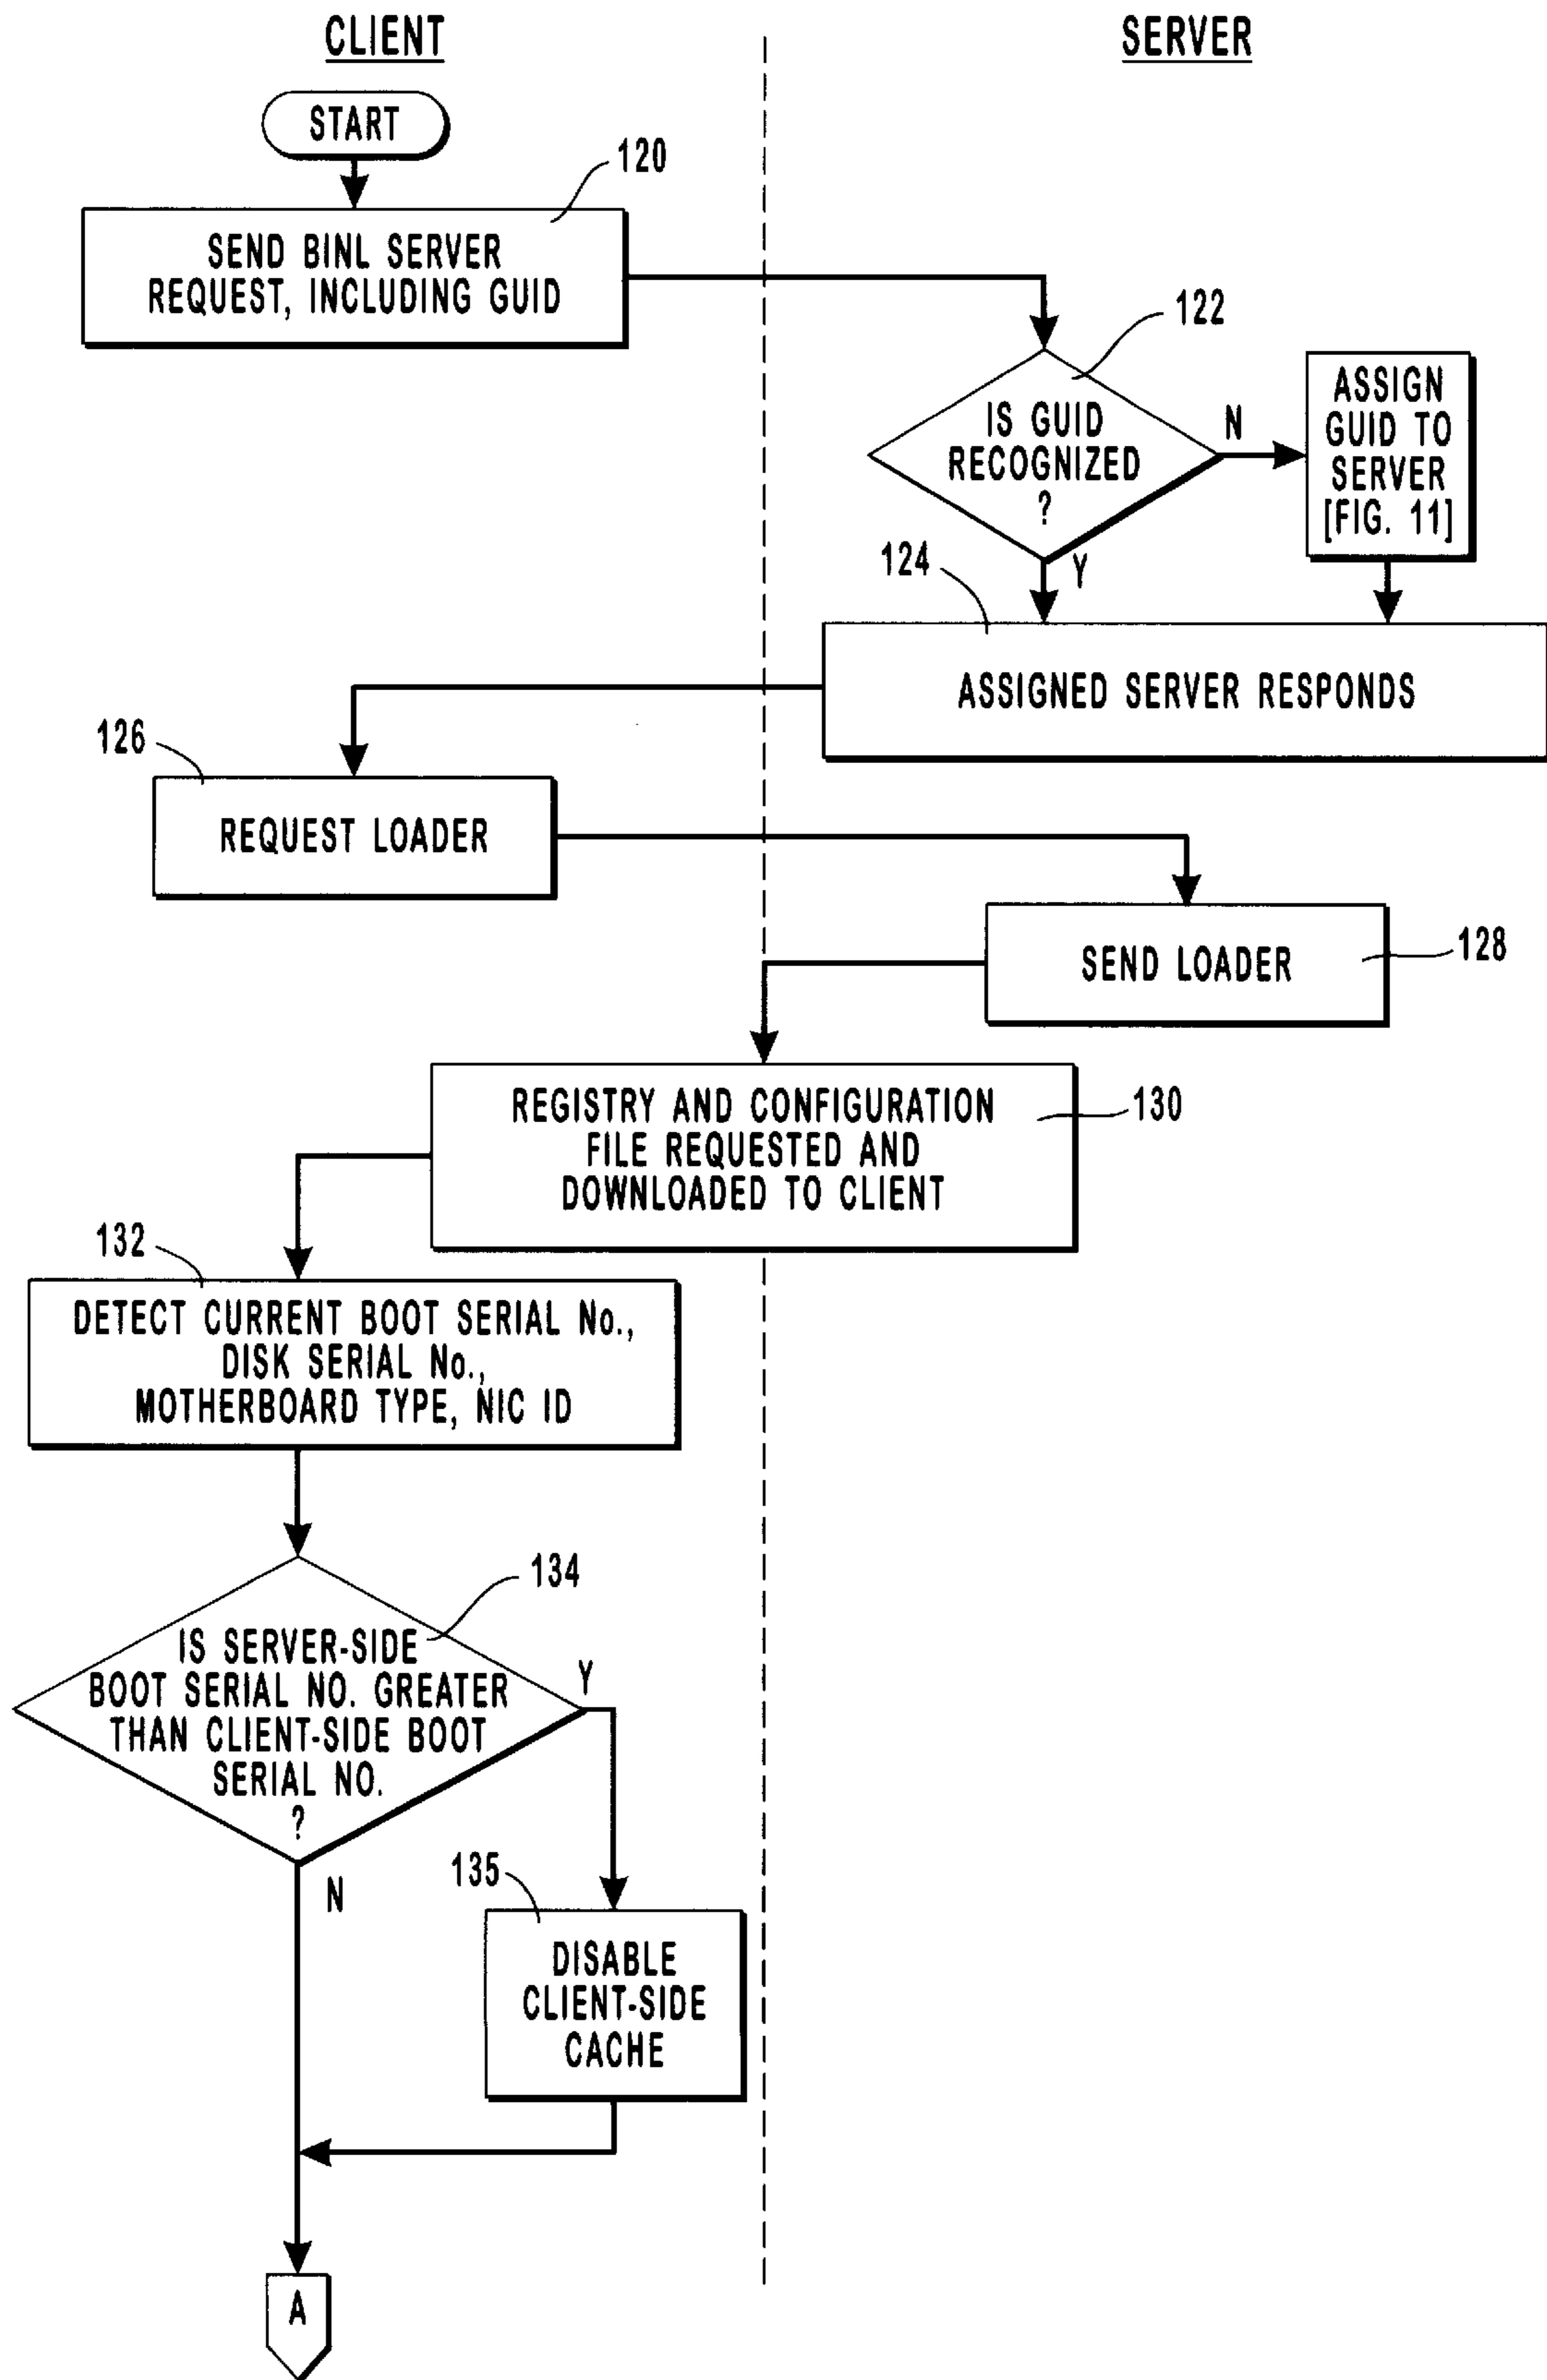 CLIENT
SERVER
START
120
SEND BINL SERVER
REQUEST, INCLUDING GUID
122
IS GUID
RECOGNIZED
?
N
Y
ASSIGN
GUID TO
SERVER
[FIG. 11]
124
ASSIGNED SERVER RESPONDS
126
REQUEST LOADER
SEND LOADER
128
REGISTRY AND CONFIGURATION
FILE REQUESTED AND
DOWNLOADED TO CLIENT
130
132
DETECT CURRENT BOOT SERIAL No.,
DISK SERIAL No.,
MOTHERBOARD TYPE, NIC ID
134
IS SERVER-SIDE
BOOT SERIAL NO. GREATER
THAN CLIENT-SIDE BOOT
SERIAL NO.
?
Y
N
135
DISABLE
CLIENT-SIDE
CACHE
A